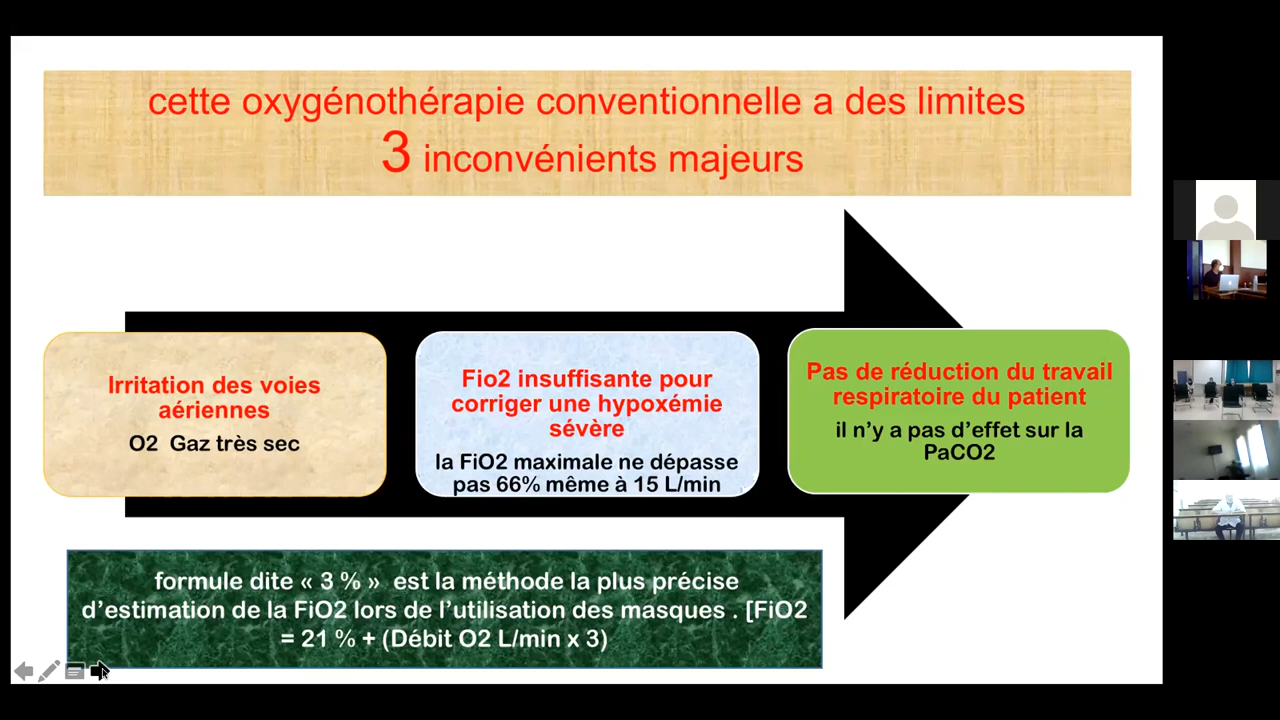 cette oxygénothérapie conventionnelle a des limites
3 inconvénients majeurs
Irritation des voies
aériennes
O2 Gaz très sec
Fio2 insuffisante pour
corriger une hypoxémie
sévère
la FiO2 maximale ne dépasse
pas 66% même à 15 L/min
Pas de réduction du travail
respiratoire du patient
il n’y a pas d’effet sur la
PaCO2
formule dite « 3 % » est la méthode la plus précise
d’estimation de la FiO2 lors de l’utilisation des masques . [FiO2
= 21 % + (Débit O2 L/min x 3)